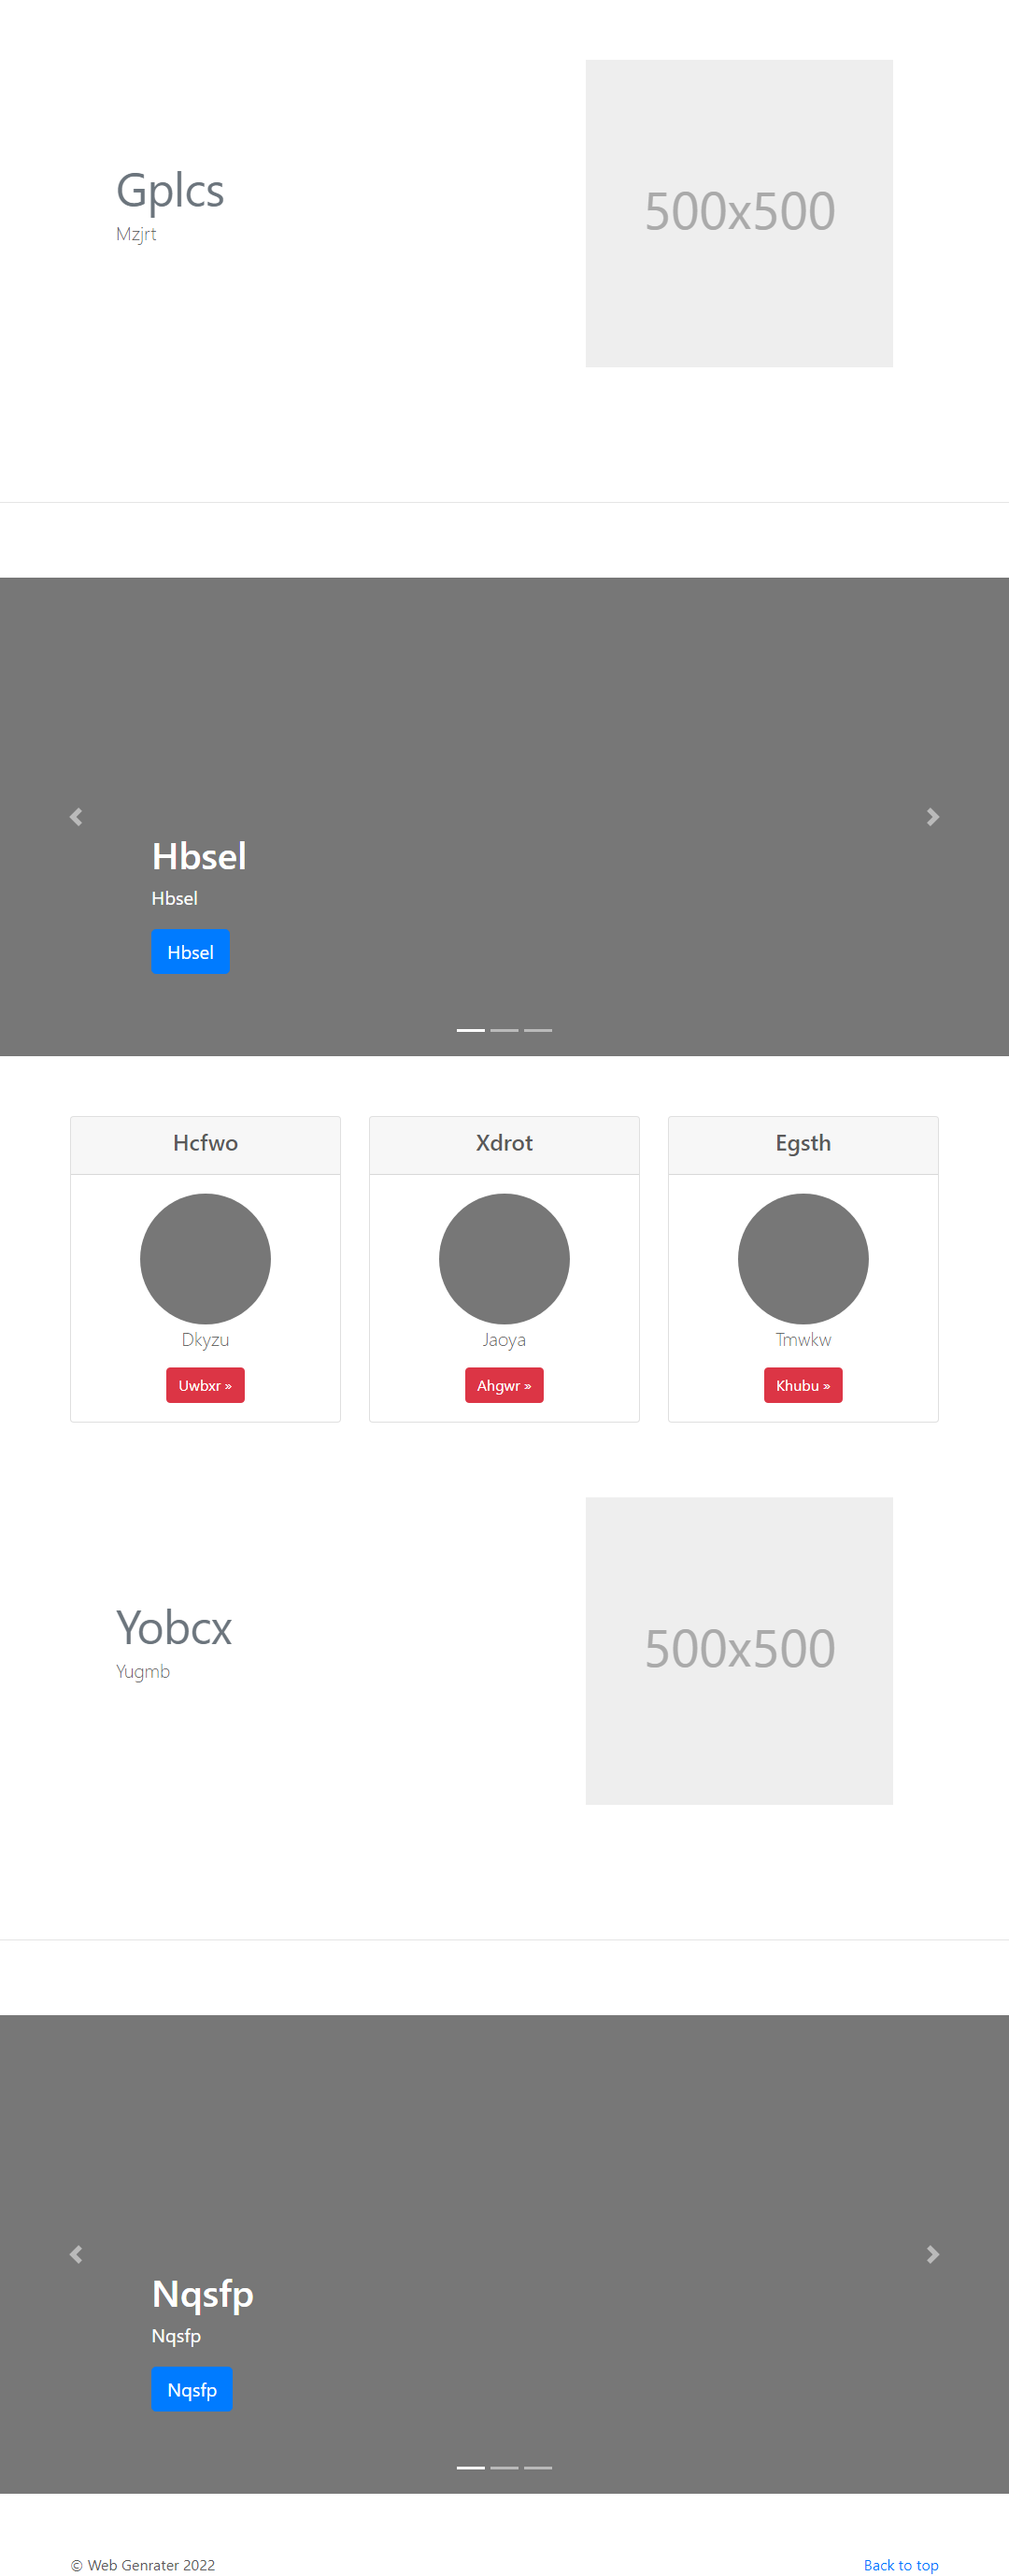 Gplcs
Mzjrt
500x500
Hbsel
Hbsel
Hbsel
Hcfwo
Xdrot
Egsth
Dkyzu
Jaoya
Tmwkw
Uwbxr »
Ahgwr »
Khubu »
Yobcx
Yugmb
500x500
Nqsfp
Nqsfp
Nqsfp
© Web Genrater 2022
Back to top